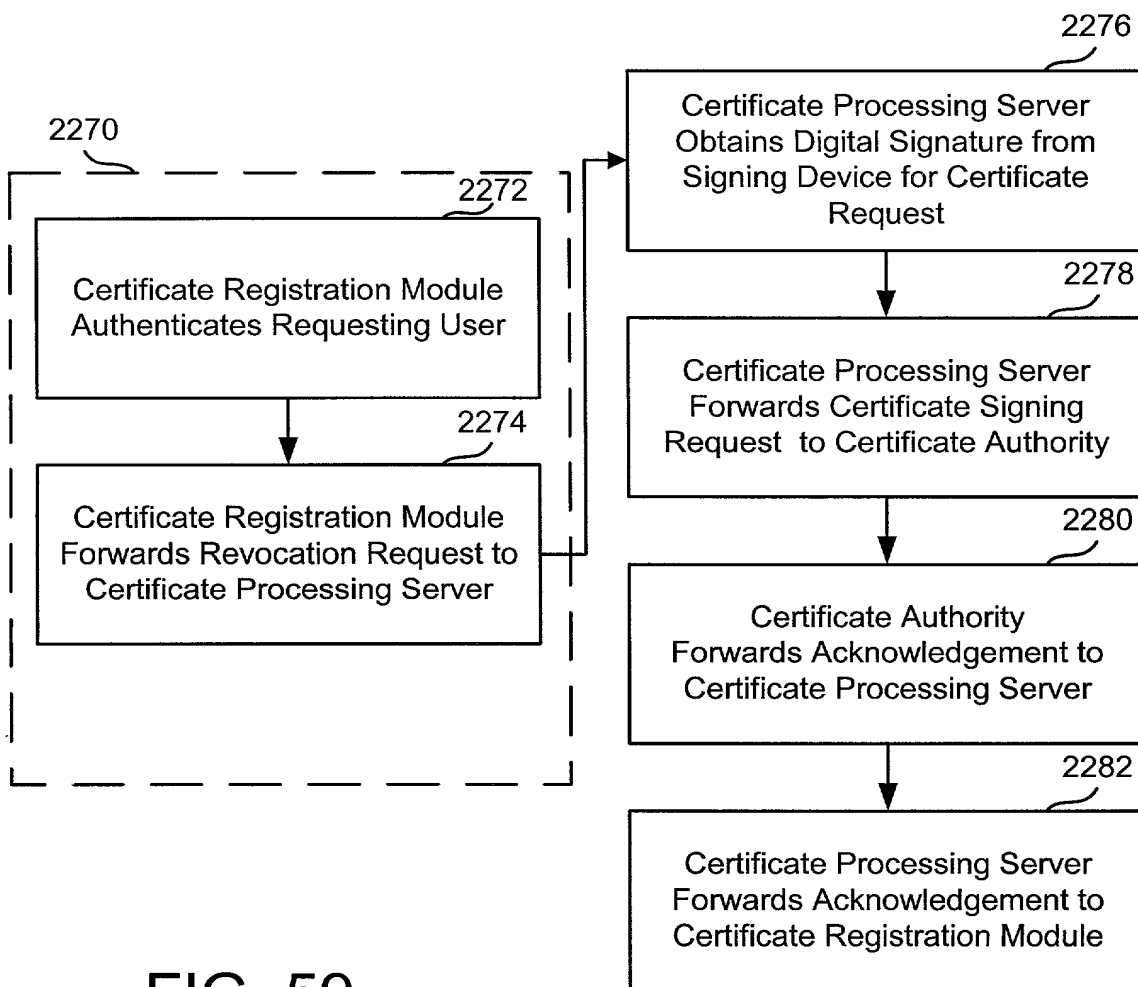 2270
2272
Certificate Registration Module
Authenticates Requesting User
2274
Certificate Registration Module
Forwards Revocation Request to
Certificate Processing Server
2276
Certificate Processing Server
Obtains Digital Signature from
Signing Device for Certificate
Request
2278
Certificate Processing Server
Forwards Certificate Signing
Request to Certificate Authority
2280
Certificate Authority
Forwards Acknowledgement to
Certificate Processing Server
2282
Certificate Processing Server
Forwards Acknowledgement to
Certificate Registration Module